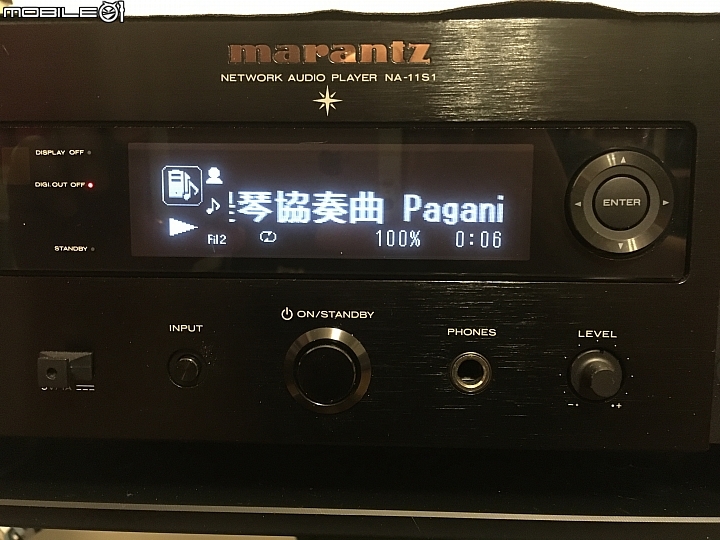 MOBILE01
marantz
NETWORK AUDIO PLAYER NA-11S1
DISPLAY OFF
DIGI.OUT OFF
STANDBY
琴協奏曲 Pagani
Fil2 100% 0:06
ENTER
INPUT
ON/STANDBY
PHONES
LEVEL